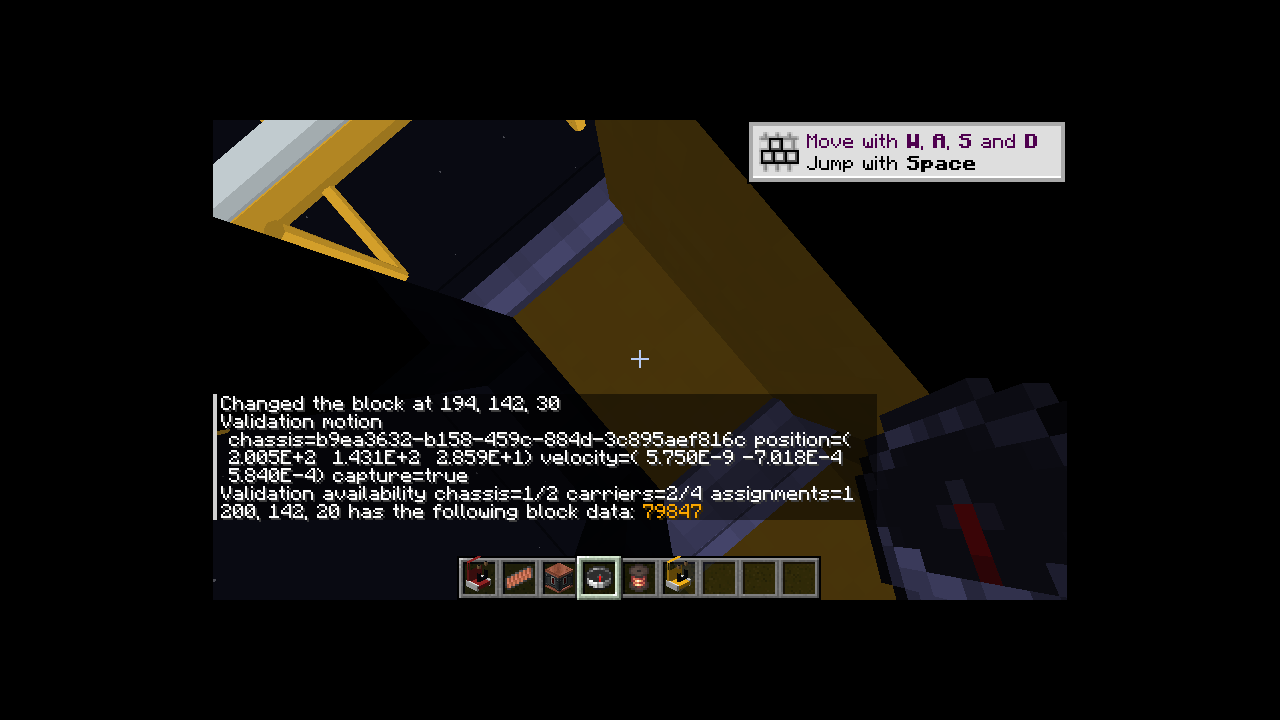 Move with W, A, S and D
Jump with Space
Changed the block at 194, 142, 30
Validation motion
chassis=b9ea3632-b158-459c-884d-3c895aef816c position=(
2.005E+2 1.431E+2 2.859E+1) velocity=( 5.750E-9 -7.018E-4
5.840E-4) capture=true
Validation availability chassis=1/2 carriers=2/4 assignments=1
200, 142, 20 has the following block data: 79847